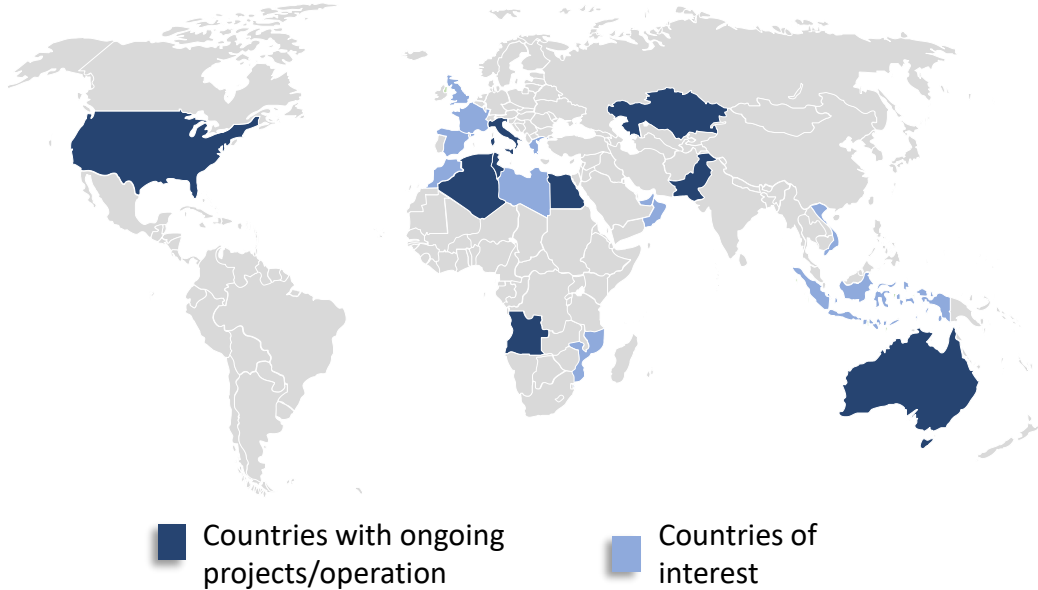 Countries with ongoing
projects/operation
Countries of
interest